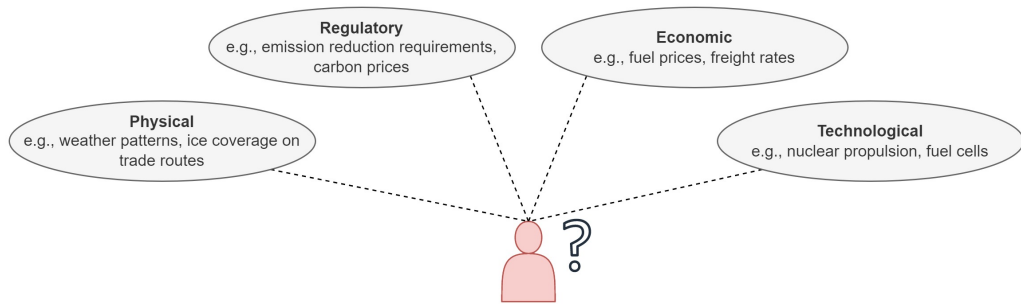 Regulatory
e.g., emission reduction requirements,
carbon prices
Economic
e.g., fuel prices, freight rates
Physical
e.g., weather patterns, ice coverage on
trade routes
Technological
e.g., nuclear propulsion, fuel cells
?